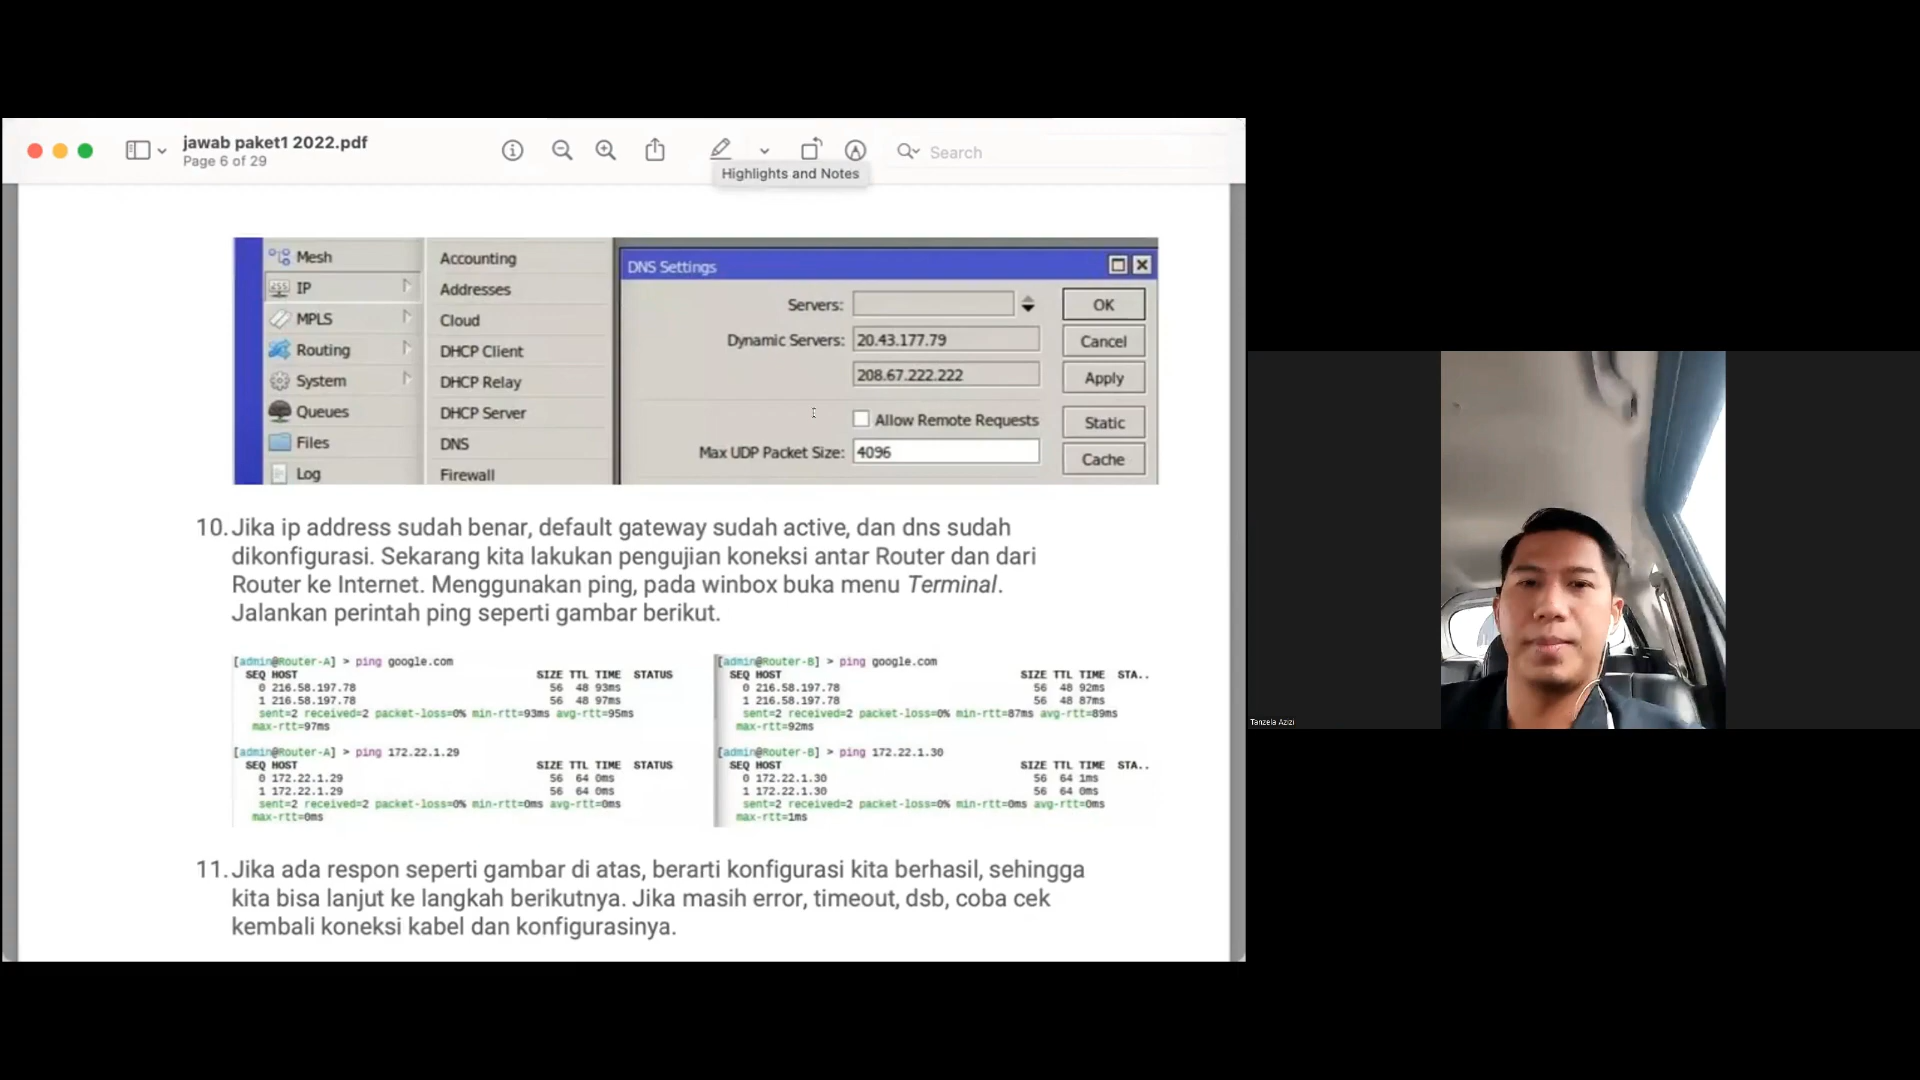 jawab paket1 2022.pdf
Page 6 of 29
Search
Highlights and Notes
Mesh
IP
MPLS
Routing
System
Queues
Files
Log
Accounting
Addresses
Cloud
DHCP Client
DHCP Relay
DHCP Server
DNS
Firewall
DNS Settings
Servers:
Dynamic Servers: 20.43.177.79
208.67.222.222
Allow Remote Requests
Max UDP Packet Size: 4096
OK
Cancel
Apply
Static
Cache
10. Jika ip address sudah benar, default gateway sudah active, dan dns sudah
dikonfigurasi. Sekarang kita lakukan pengujian koneksi antar Router dan dari
Router ke Internet. Menggunakan ping, pada winbox buka menu Terminal.
Jalankan perintah ping seperti gambar berikut.
[admin@Router-A] > ping google.com
SEQ HOST SIZE TTL TIME STATUS
0 216.58.197.78 56 48 93ms
1 216.58.197.78 56 48 97ms
sent=2 received=2 packet-loss=0% min-rtt=93ms avg-rtt=95ms
max-rtt=97ms
[admin@Router-A] > ping 172.22.1.29
SEQ HOST SIZE TTL TIME STATUS
0 172.22.1.29 56 64 0ms
1 172.22.1.29 56 64 0ms
sent=2 received=2 packet-loss=0% min-rtt=0ms avg-rtt=0ms
max-rtt=0ms
[admin@Router-B] > ping google.com
SEQ HOST SIZE TTL TIME STA..
0 216.58.197.78 56 48 92ms
1 216.58.197.78 56 48 87ms
sent=2 received=2 packet-loss=0% min-rtt=87ms avg-rtt=89ms
max-rtt=92ms
[admin@Router-B] > ping 172.22.1.30
SEQ HOST SIZE TTL TIME STA..
0 172.22.1.30 56 64 1ms
1 172.22.1.30 56 64 0ms
sent=2 received=2 packet-loss=0% min-rtt=0ms avg-rtt=0ms
max-rtt=1ms
11. Jika ada respon seperti gambar di atas, berarti konfigurasi kita berhasil, sehingga
kita bisa lanjut ke langkah berikutnya. Jika masih error, timeout, dsb, coba cek
kembali koneksi kabel dan konfigurasinya.
Tanzela Azizi